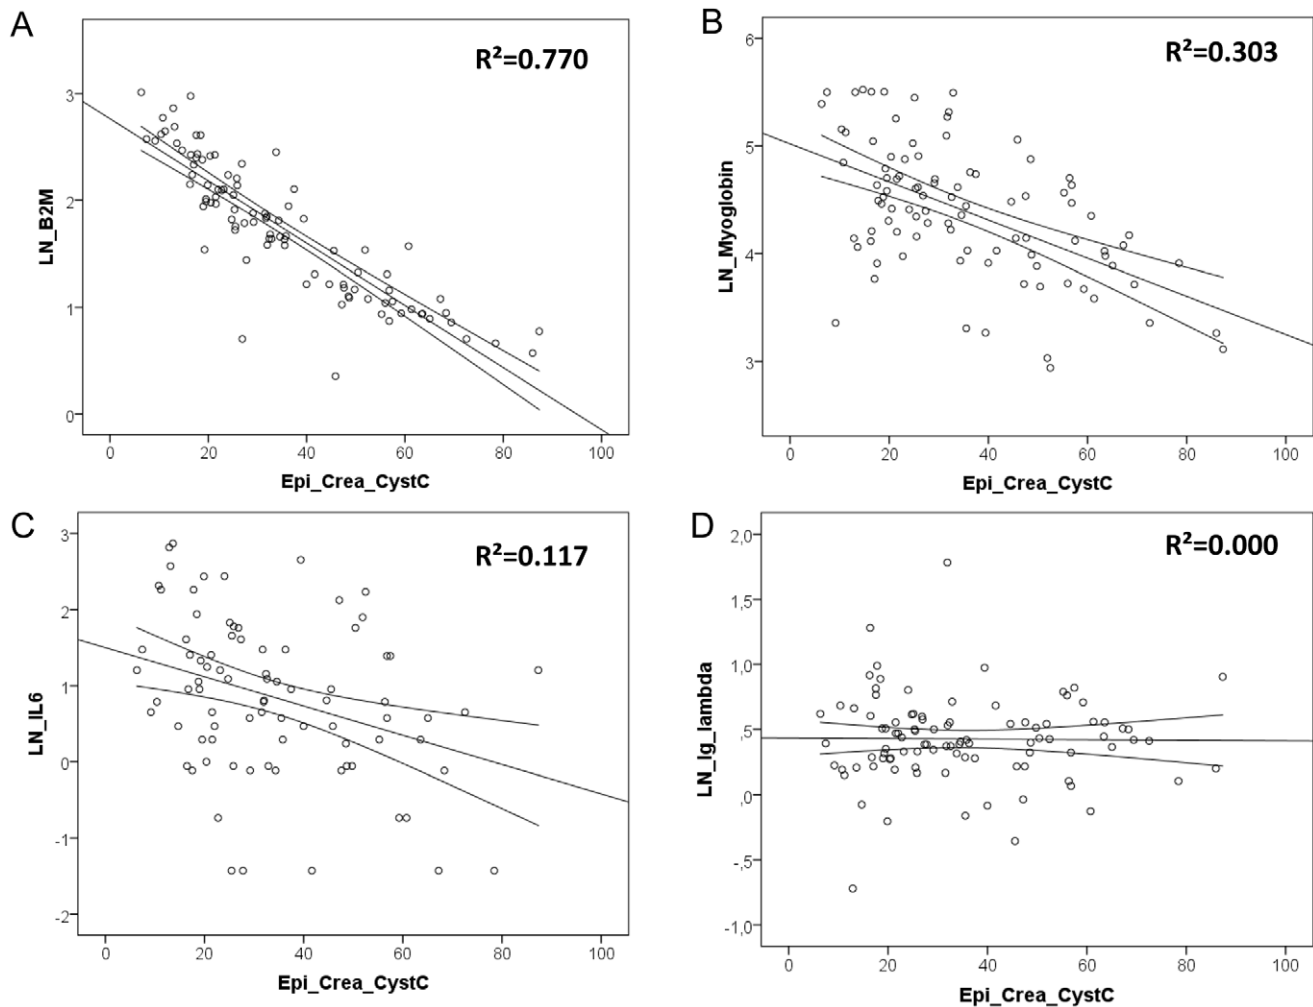 A
R²=0.770
LN_B2M
3
2
1
0
0 20 40 60 80 100
Epi_Crea_CystC
B
R²=0.303
LN_Myoglobin
6
5
4
3
0 20 40 60 80 100
Epi_Crea_CystC
C
R²=0.117
LN_IL6
3
2
1
0
-1
-2
0 20 40 60 80 100
Epi_Crea_CystC
D
R²=0.000
LN_Ig_lambda
2,0
1,5
1,0
,5
,0
-,5
-1,0
0 20 40 60 80 100
Epi_Crea_CystC